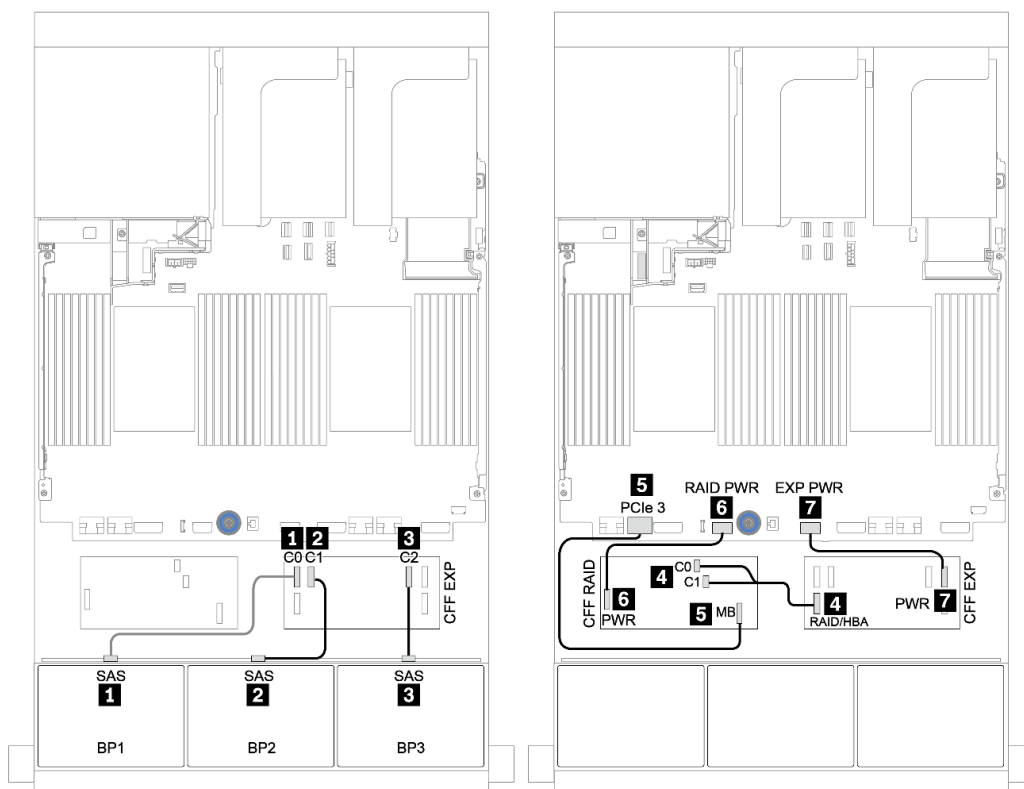 1 2 3
C0 C1 C2
CFF EXP
SAS SAS SAS
1 2 3
BP1 BP2 BP3
5 RAID PWR EXP PWR
PCIe 3 6 7
CFF RAID
C0
4 C1
6
PWR
5 MB
4
RAID/HBA
PWR 7
CFF EXP